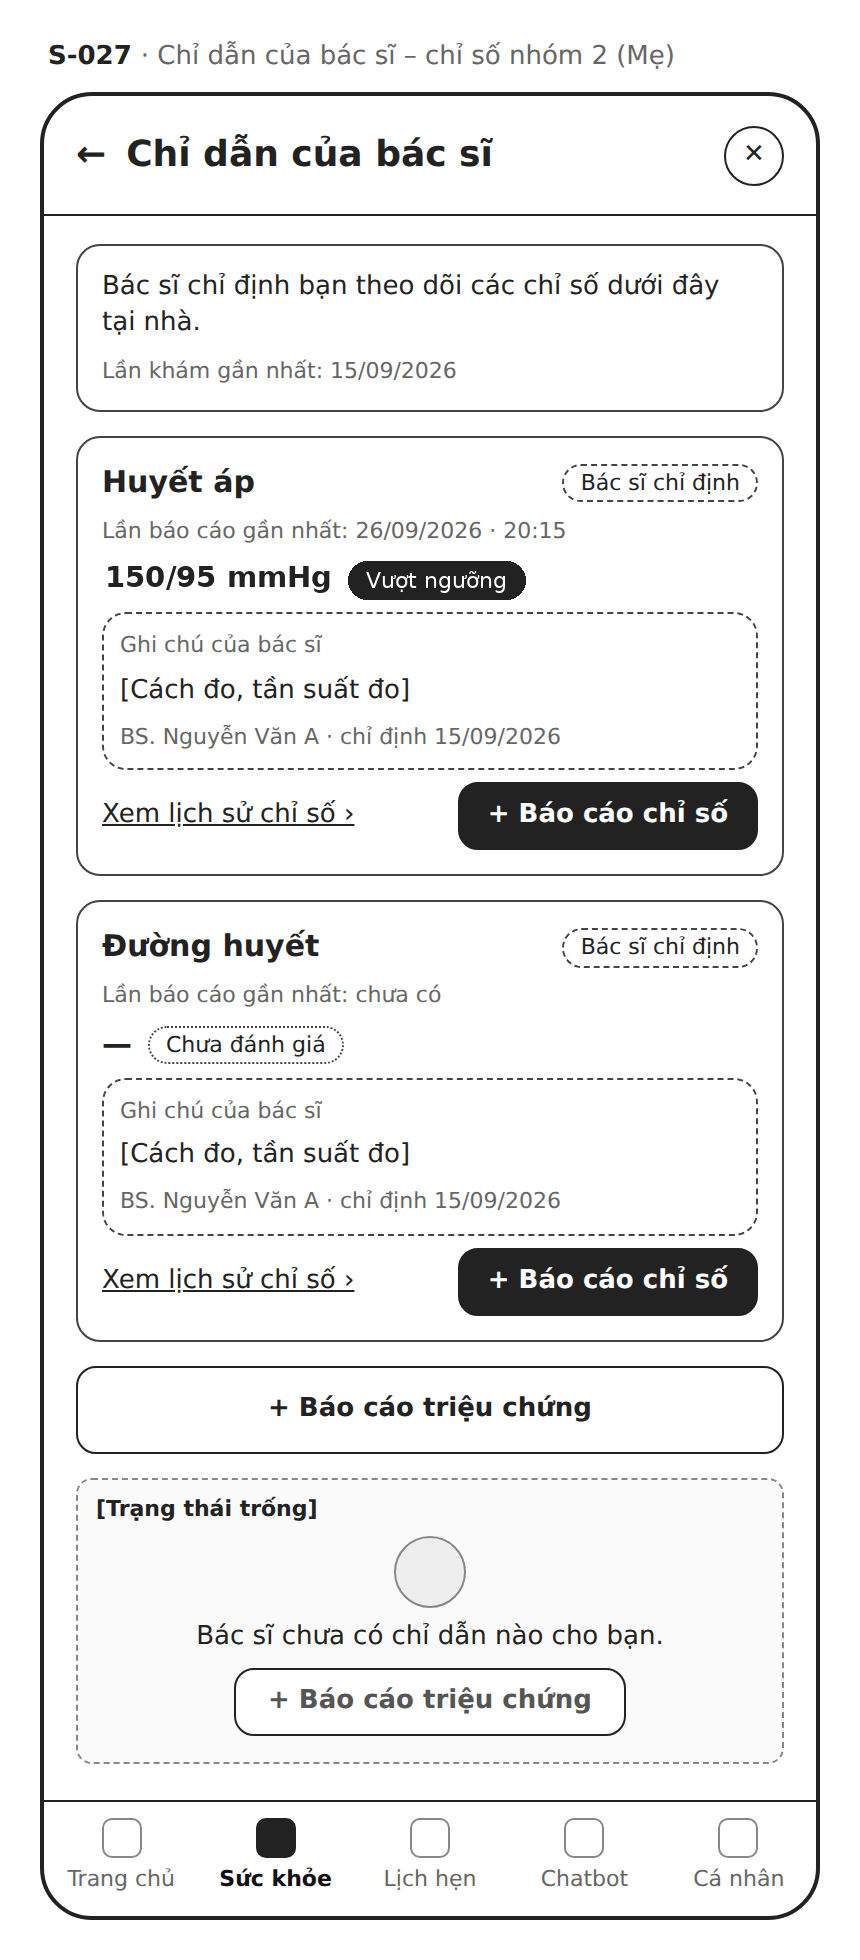 S-027 · Chỉ dẫn của bác sĩ – chỉ số nhóm 2 (Mẹ)
← Chỉ dẫn của bác sĩ ✕
Bác sĩ chỉ định bạn theo dõi các chỉ số dưới đây
tại nhà.
Lần khám gần nhất: 15/09/2026
Huyết áp Bác sĩ chỉ định
Lần báo cáo gần nhất: 26/09/2026 · 20:15
150/95 mmHg Vượt ngưỡng
Ghi chú của bác sĩ
[Cách đo, tần suất đo]
BS. Nguyễn Văn A · chỉ định 15/09/2026
Xem lịch sử chỉ số › + Báo cáo chỉ số
Đường huyết Bác sĩ chỉ định
Lần báo cáo gần nhất: chưa có
— Chưa đánh giá
Ghi chú của bác sĩ
[Cách đo, tần suất đo]
BS. Nguyễn Văn A · chỉ định 15/09/2026
Xem lịch sử chỉ số › + Báo cáo chỉ số
+ Báo cáo triệu chứng
[Trạng thái trống]
Bác sĩ chưa có chỉ dẫn nào cho bạn.
+ Báo cáo triệu chứng
Trang chủ Sức khỏe Lịch hẹn Chatbot Cá nhân